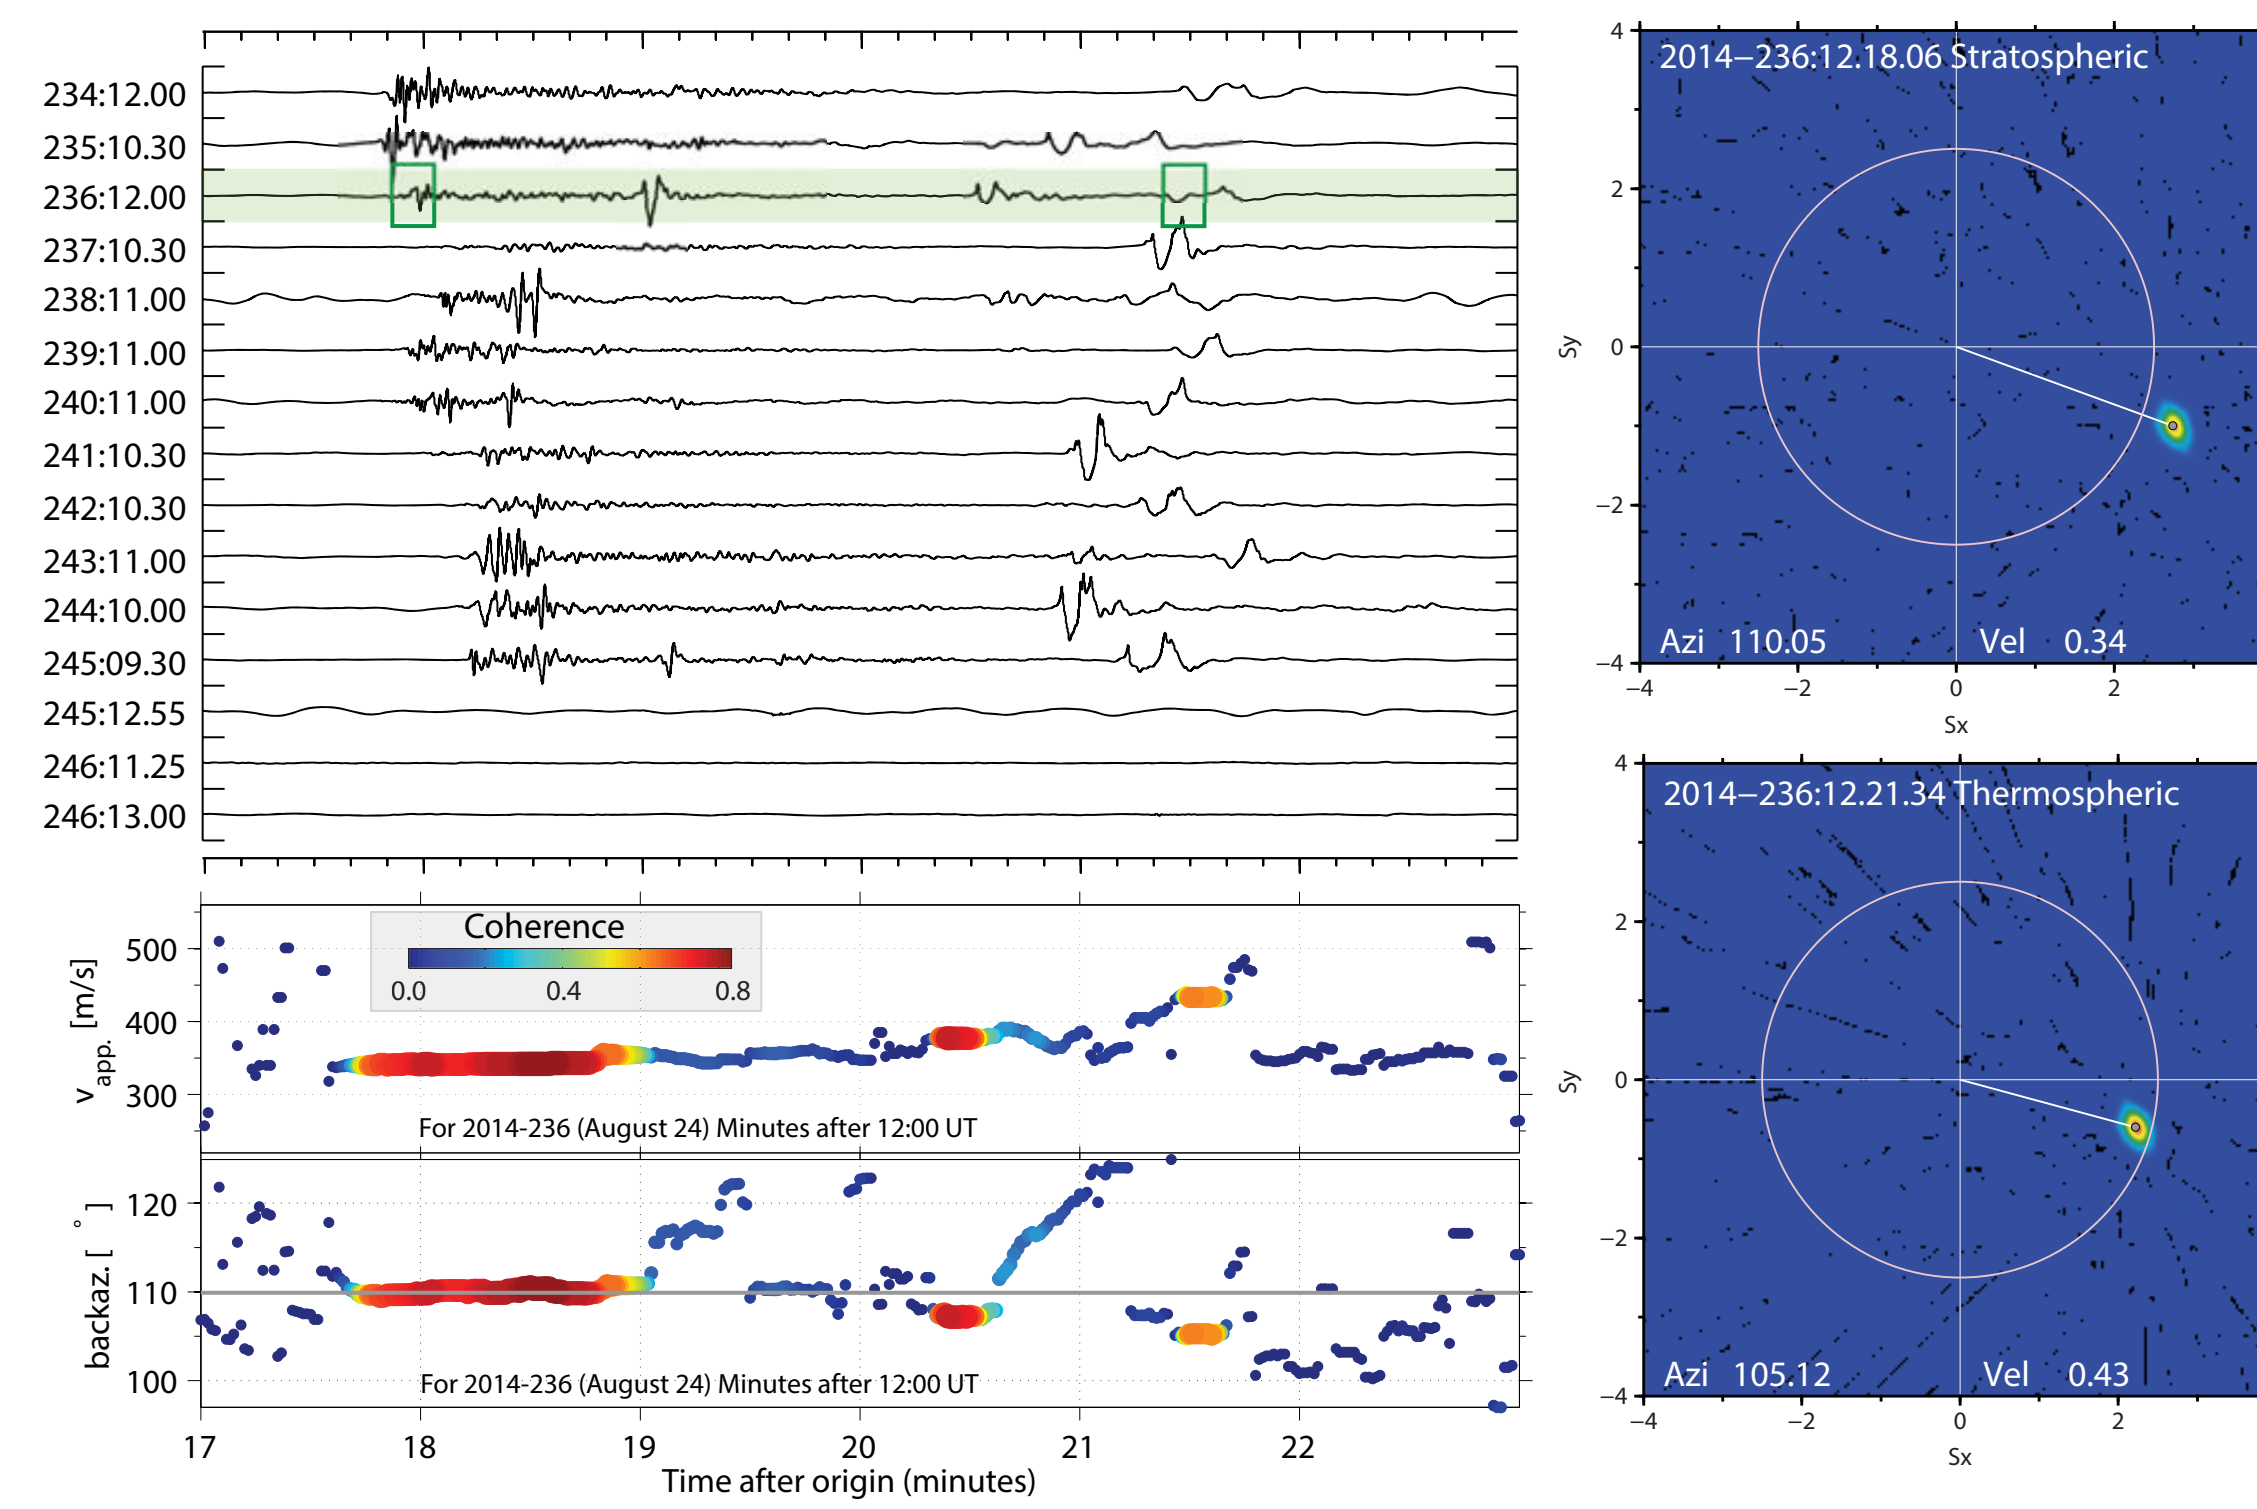 234:12.00
235:10.30
236:12.00
237:10.30
238:11.00
239:11.00
240:11.00
241:10.30
242:10.30
243:11.00
244:10.00
245:09.30
245:12.55
246:11.25
246:13.00
v app. [m/s]
500
400
300
Coherence
0.0 0.4 0.8
For 2014-236 (August 24) Minutes after 12:00 UT
backaz. [ ° ]
120
110
100
For 2014-236 (August 24) Minutes after 12:00 UT
17 18 19 20 21 22
Time after origin (minutes)
2014−236:12.18.06 Stratospheric
Sy
4
2
0
−2
−4
Azi 110.05 Vel 0.34
−4 −2 0 2
Sx
2014−236:12.21.34 Thermospheric
Sy
4
2
0
−2
−4
Azi 105.12 Vel 0.43
−4 −2 0 2
Sx